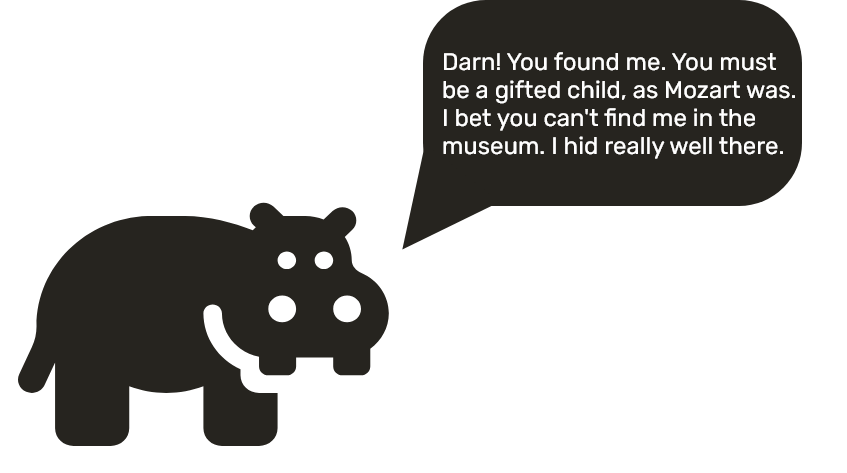 Darn! You found me. You must
be a gifted child, as Mozart was.
I bet you can't find me in the
museum. I hid really well there.